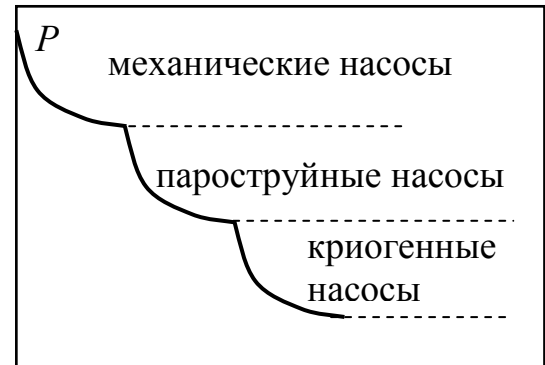 P
механические насосы
пароструйные насосы
криогенные
насосы